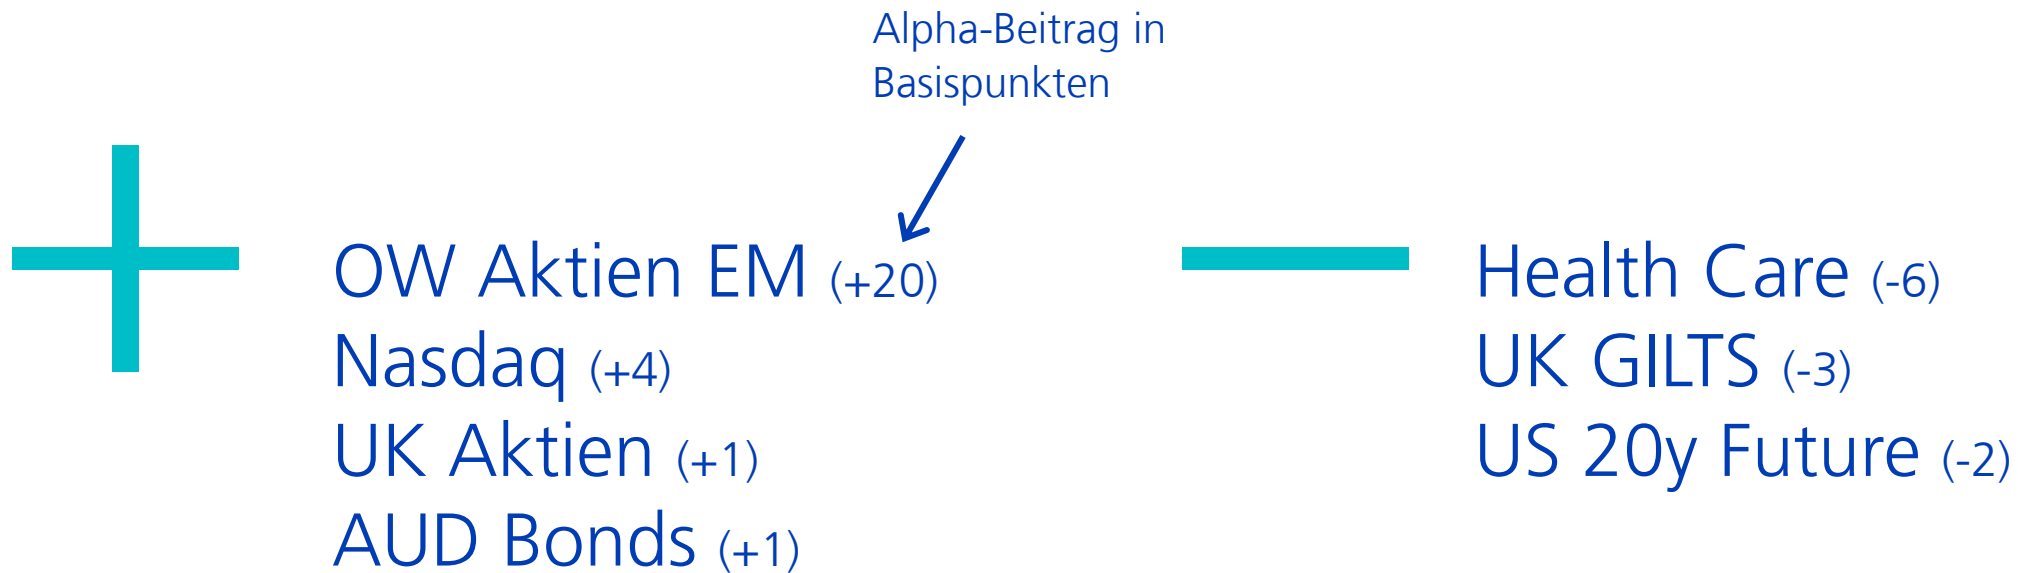 Alpha-Beitrag in
Basispunkten
OW Aktien EM (+20)
Nasdaq (+4)
UK Aktien (+1)
AUD Bonds (+1)
Health Care (-6)
UK GILTS (-3)
US 20y Future (-2)